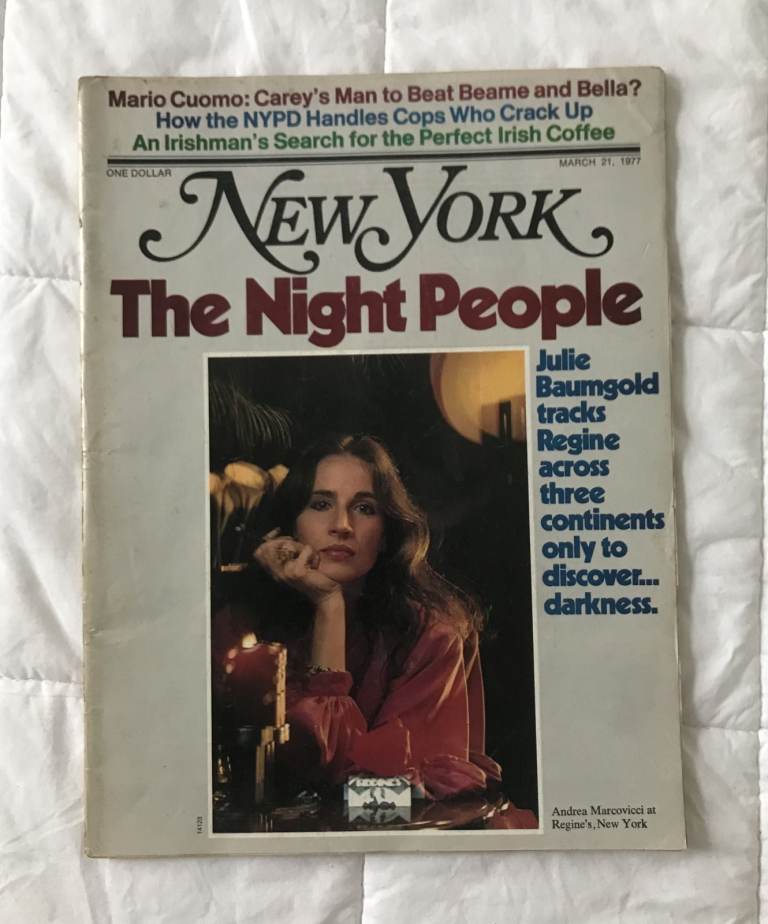 Mario Cuomo: Carey's Man to Beat Beame and Bella?
How the NYPD Handles Cops Who Crack Up
An Irishman's Search for the Perfect Irish Coffee
ONE DOLLAR
MARCH 21, 1977
NEW YORK
The Night People
Julie
Baumgold
tracks
Regine
across
three
continents
only to
discover...
darkness.
REGINE'S
Andrea Marcovicci at
Regine's, New York
14120